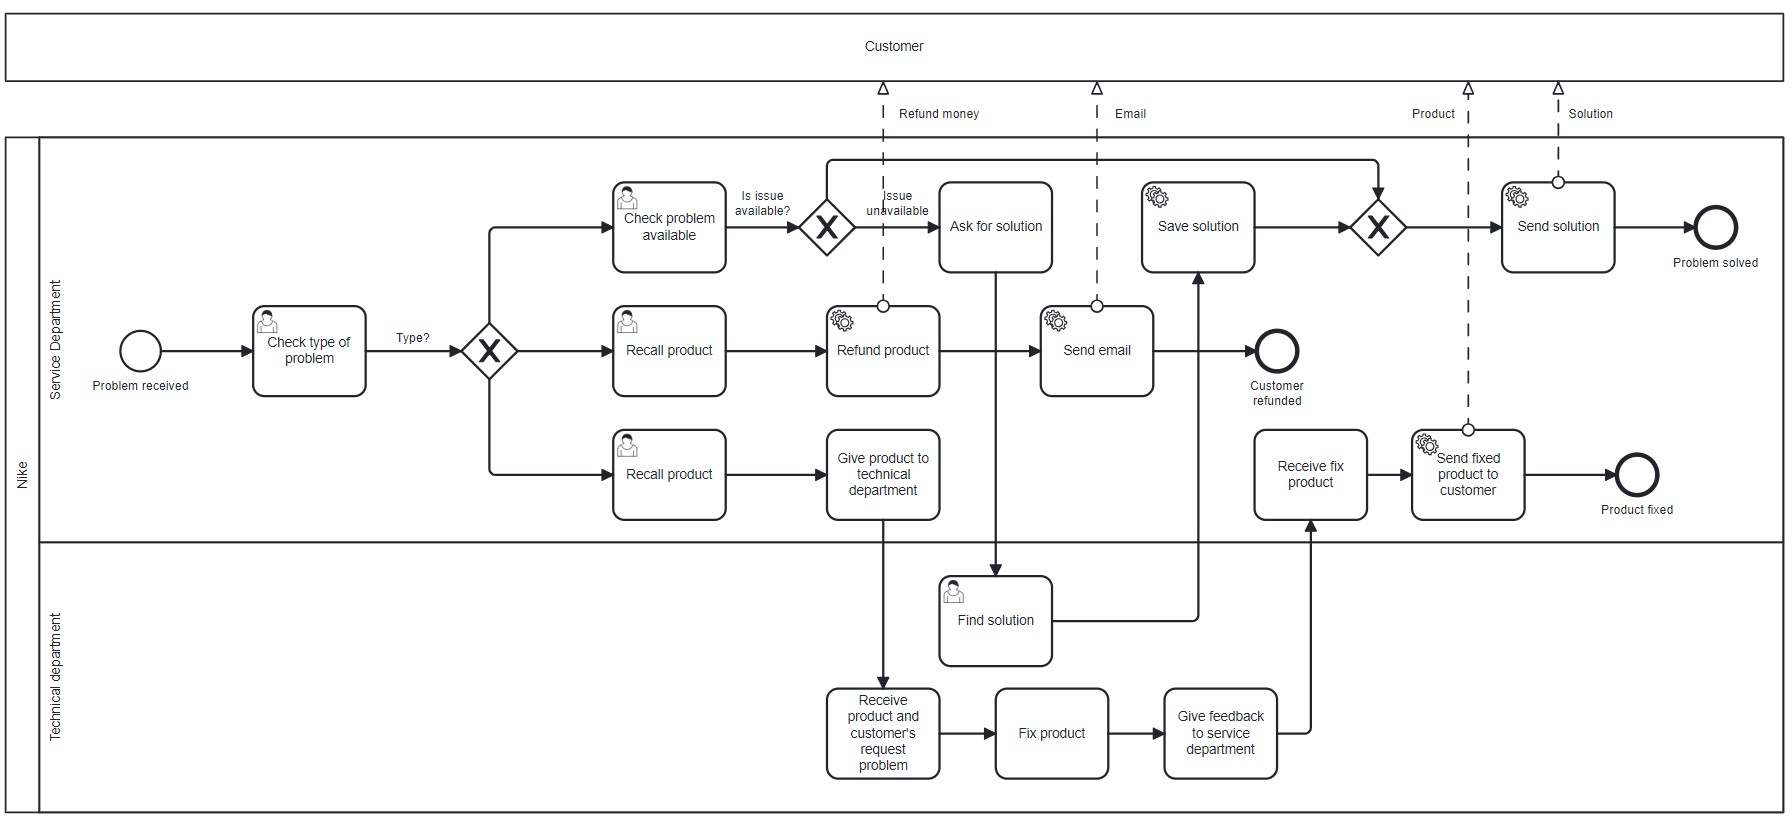 Customer
Refund money
Email
Product
Solution
Nike
Service Department
Is issue
available?
Issue
unavailable
Check problem
available
Ask for solution
Save solution
Send solution
Problem solved
Problem received
Check type of
problem
Type?
Recall product
Refund product
Send email
Customer
refunded
Recall product
Give product to
technical
department
Receive fix
product
Send fixed
product to
customer
Product fixed
Technical department
Find solution
Receive
product and
customer's
request
problem
Fix product
Give feedback
to service
department